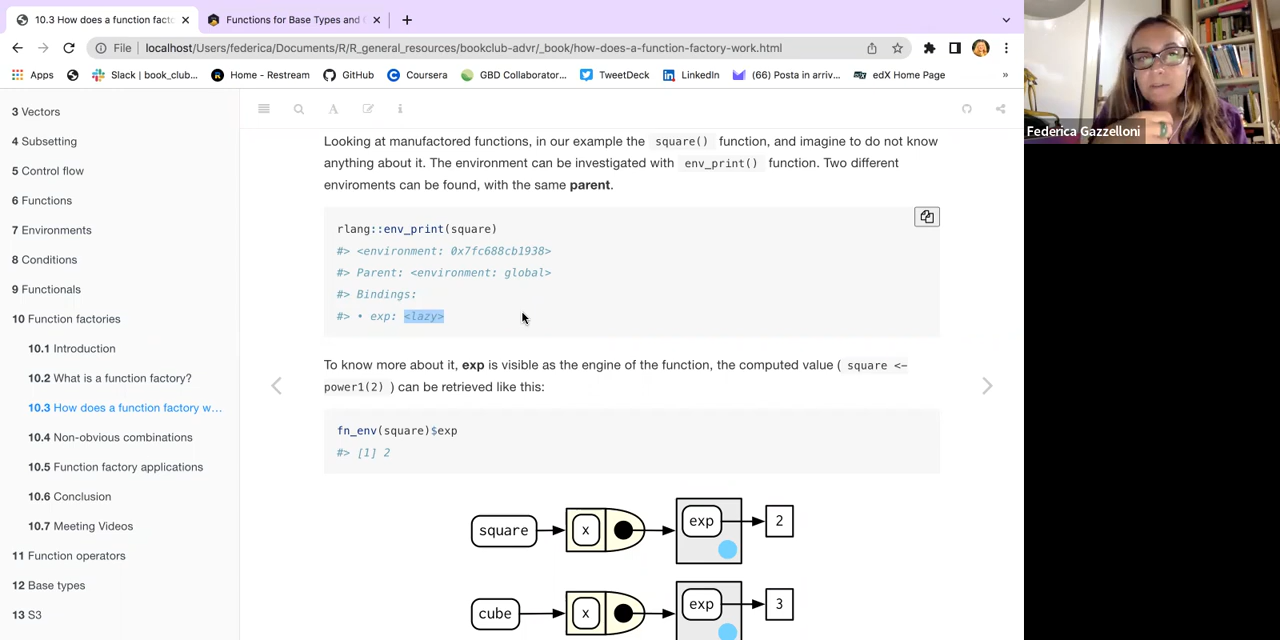 10.3 How does a function facto
Functions for Base Types and
File
localhost/Users/federica/Documents/R/R_general_resources/bookclub-advr/_book/how-does-a-function-factory-work.html
Apps
Slack | book_club...
Home - Restream
GitHub
Coursera
GBD Collaborator...
TweetDeck
LinkedIn
(66) Posta in arriv...
edX Home Page
»
Federica Gazzelloni
3 Vectors
4 Subsetting
5 Control flow
6 Functions
7 Environments
8 Conditions
9 Functionals
10 Function factories
10.1 Introduction
10.2 What is a function factory?
10.3 How does a function factory w…
10.4 Non-obvious combinations
10.5 Function factory applications
10.6 Conclusion
10.7 Meeting Videos
11 Function operators
12 Base types
13 S3
A
i
Looking at manufactored functions, in our example the square() function, and imagine to do not know
anything about it. The environment can be investigated with env_print() function. Two different
enviroments can be found, with the same parent.
rlang::env_print(square)
#> <environment: 0x7fc688cb1938>
#> Parent: <environment: global>
#> Bindings:
#> • exp: <lazy>
To know more about it, exp is visible as the engine of the function, the computed value ( square <-
power1(2) ) can be retrieved like this:
fn_env(square)$exp
#> [1] 2
square x exp 2
cube x exp 3